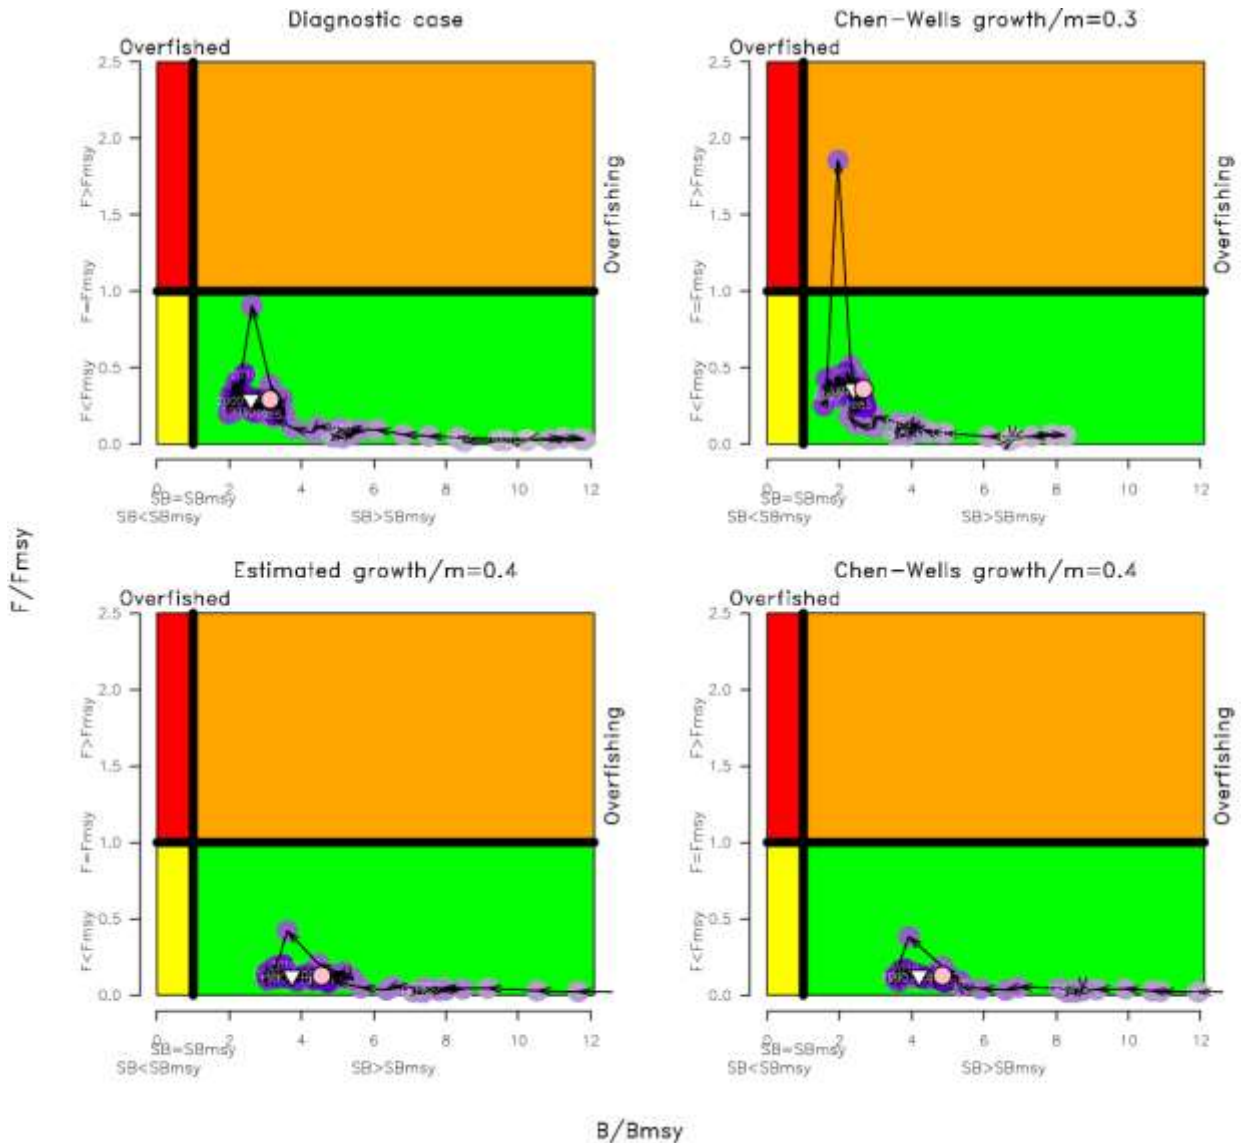 Diagnostic case
Overfished
2.5
2.0
1.5
1.0
0.5
0.0
F>Fmsy
F=Fmsy
F<Fmsy
Overfishing
0 2 4 6 8 10 12
SB=SBmsy
SB<SBmsy SB>SBmsy
Chen-Wells growth/m=0.3
Overfished
2.5
2.0
1.5
1.0
0.5
0.0
F>Fmsy
F=Fmsy
F<Fmsy
Overfishing
0 2 4 6 8 10 12
SB=SBmsy
SB<SBmsy SB>SBmsy
F/Fmsy
Estimated growth/m=0.4
Overfished
2.5
2.0
1.5
1.0
0.5
0.0
F>Fmsy
F=Fmsy
F<Fmsy
Overfishing
0 2 4 6 8 10 12
SB=SBmsy
SB<SBmsy SB>SBmsy
Chen-Wells growth/m=0.4
Overfished
2.5
2.0
1.5
1.0
0.5
0.0
F>Fmsy
F=Fmsy
F<Fmsy
Overfishing
0 2 4 6 8 10 12
SB=SBmsy
SB<SBmsy SB>SBmsy
B/Bmsy